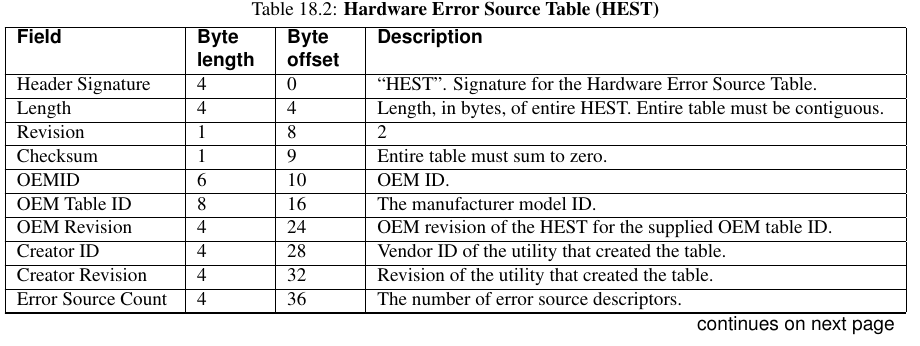 Table 18.2: Hardware Error Source Table (HEST)
Field Byte length Byte offset Description
Header Signature 4 0 “HEST”. Signature for the Hardware Error Source Table.
Length 4 4 Length, in bytes, of entire HEST. Entire table must be contiguous.
Revision 1 8 2
Checksum 1 9 Entire table must sum to zero.
OEMID 6 10 OEM ID.
OEM Table ID 8 16 The manufacturer model ID.
OEM Revision 4 24 OEM revision of the HEST for the supplied OEM table ID.
Creator ID 4 28 Vendor ID of the utility that created the table.
Creator Revision 4 32 Revision of the utility that created the table.
Error Source Count 4 36 The number of error source descriptors.
continues on next page